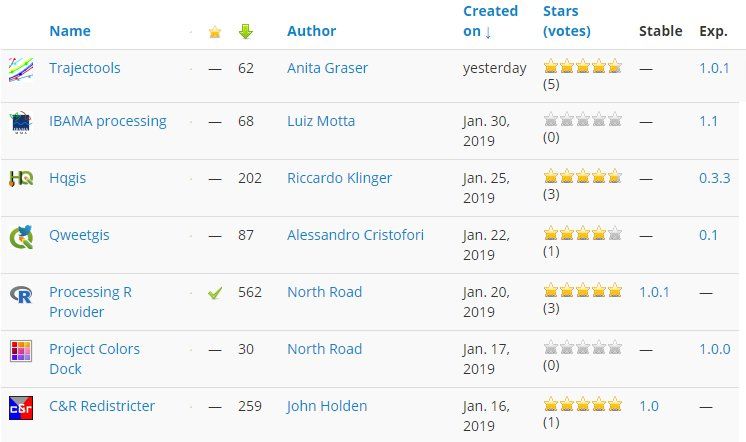 Name Author Created on ↓ Stars (votes) Stable Exp.
Trajectools — 62 Anita Graser yesterday (5) — 1.0.1
IBAMA processing — 68 Luiz Motta Jan. 30, 2019 (0) — 1.1
HQ Hqgis — 202 Riccardo Klinger Jan. 25, 2019 (3) — 0.3.3
Qweetgis — 87 Alessandro Cristofori Jan. 22, 2019 (1) — 0.1
R Processing R Provider 562 North Road Jan. 20, 2019 (3) 1.0.1 —
Project Colors Dock — 30 North Road Jan. 17, 2019 (0) — 1.0.0
C&R C&R Redistricter — 259 John Holden Jan. 16, 2019 (1) 1.0 —